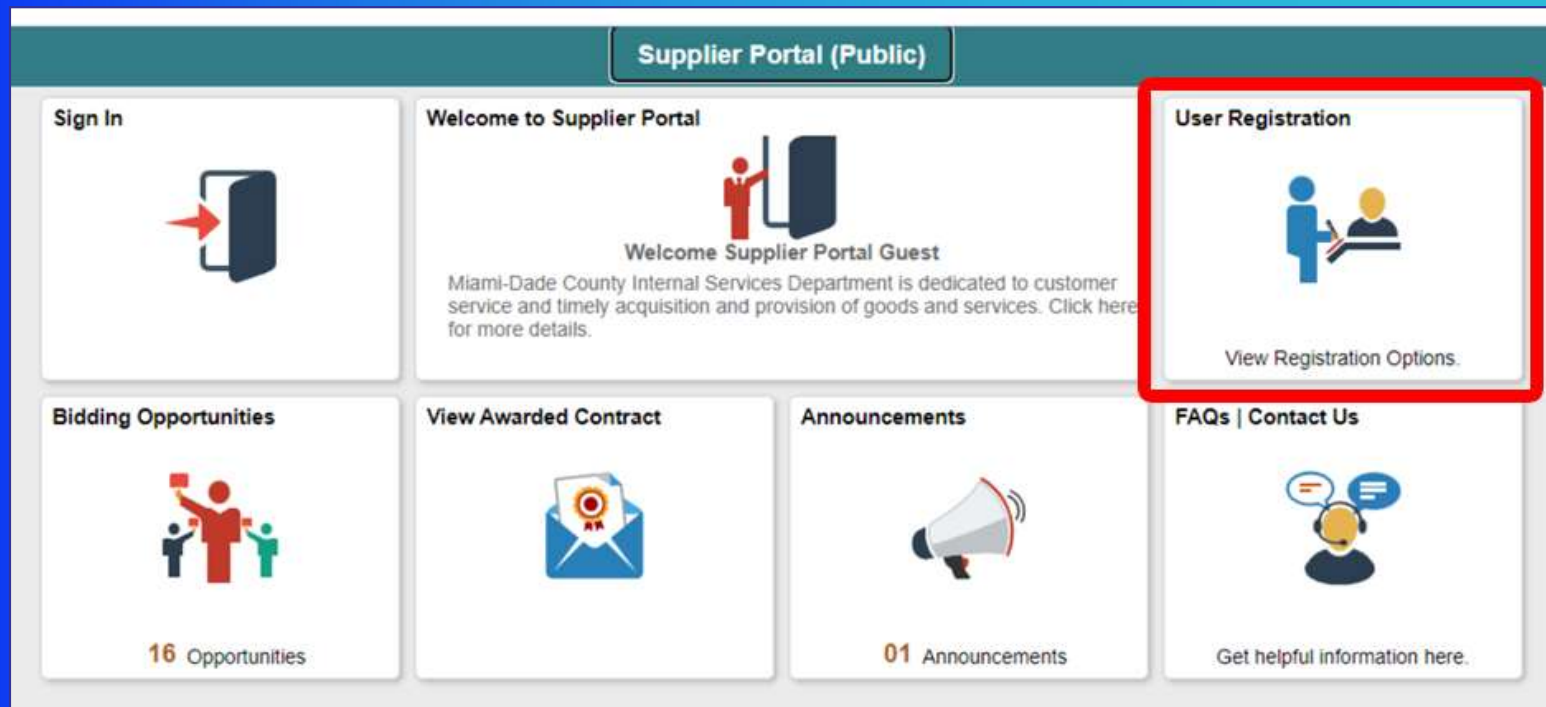 Supplier Portal (Public)
Sign In
Welcome to Supplier Portal
Welcome Supplier Portal Guest
Miami-Dade County Internal Services Department is dedicated to customer
service and timely acquisition and provision of goods and services. Click here
for more details.
User Registration
View Registration Options.
Bidding Opportunities
16 Opportunities
View Awarded Contract
Announcements
01 Announcements
FAQs | Contact Us
Get helpful information here.